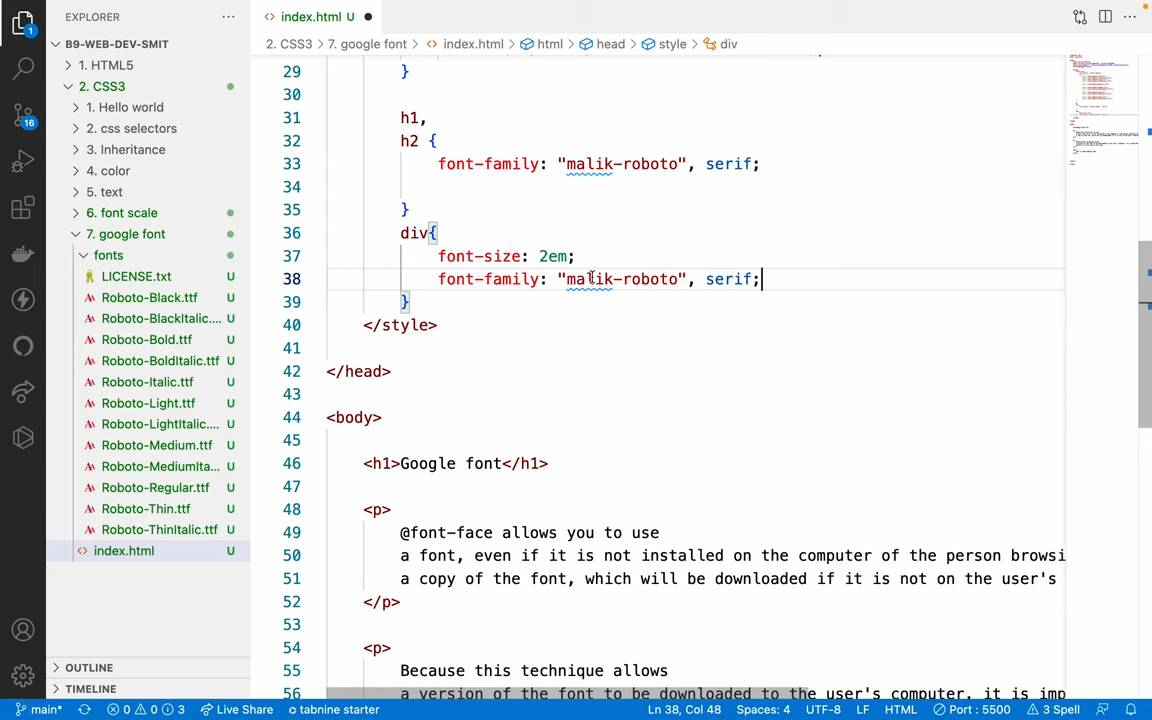 EXPLORER
B9-WEB-DEV-SMIT
1. HTML5
2. CSS3
1. Hello world
2. css selectors
3. Inheritance
4. color
5. text
6. font scale
7. google font
fonts
LICENSE.txt U
Roboto-Black.ttf U
Roboto-BlackItalic.... U
Roboto-Bold.ttf U
Roboto-BoldItalic.ttf U
Roboto-Italic.ttf U
Roboto-Light.ttf U
Roboto-LightItalic.... U
Roboto-Medium.ttf U
Roboto-MediumIta... U
Roboto-Regular.ttf U
Roboto-Thin.ttf U
Roboto-ThinItalic.ttf U
index.html U
OUTLINE
TIMELINE
1
16
index.html U
2. CSS3 > 7. google font > index.html > html > head > style > div
29 }
30
31 h1,
32 h2 {
33 font-family: "malik-roboto", serif;
34
35 }
36 div{
37 font-size: 2em;
38 font-family: "malik-roboto", serif;
39 }
40 </style>
41
42 </head>
43
44 <body>
45
46 <h1>Google font</h1>
47
48 <p>
49 @font-face allows you to use
50 a font, even if it is not installed on the computer of the person browsi
51 a copy of the font, which will be downloaded if it is not on the user's
52 </p>
53
54 <p>
55 Because this technique allows
56 a version of the font to be downloaded to the user's computer, it is imp
main* 0 0 3 Live Share tabnine starter Ln 38, Col 48 Spaces: 4 UTF-8 LF HTML Port : 5500 3 Spell